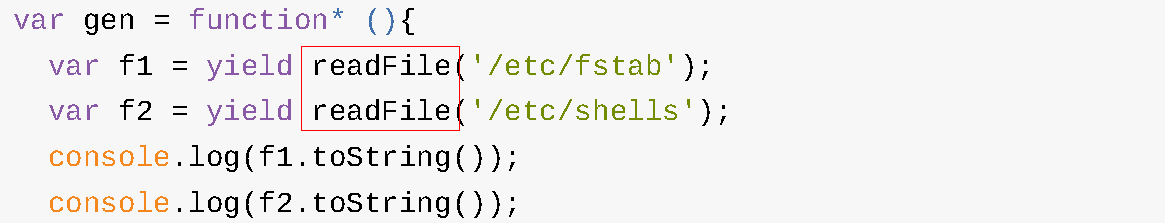 var gen = function* (){
  var f1 = yield readFile('/etc/fstab');
  var f2 = yield readFile('/etc/shells');
  console.log(f1.toString());
  console.log(f2.toString());